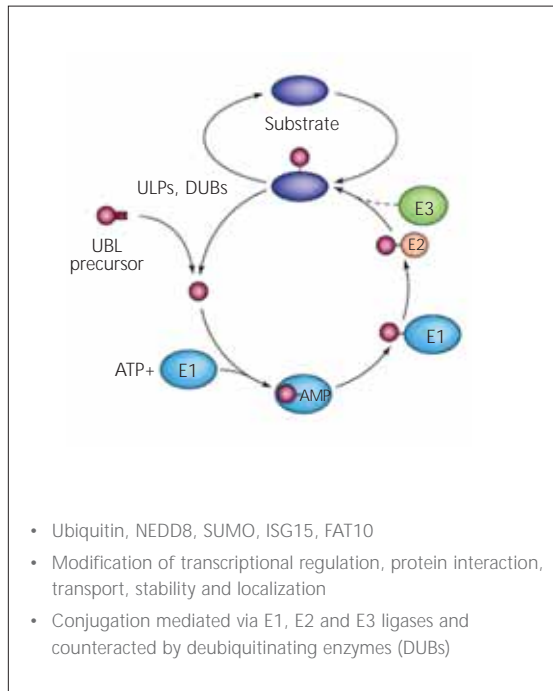 Substrate
ULPs, DUBs
E3
UBL
precursor
E2
E1
ATP+ E1
AMP
• Ubiquitin, NEDD8, SUMO, ISG15, FAT10
• Modification of transcriptional regulation, protein interaction,
transport, stability and localization
• Conjugation mediated via E1, E2 and E3 ligases and
counteracted by deubiquitinating enzymes (DUBs)